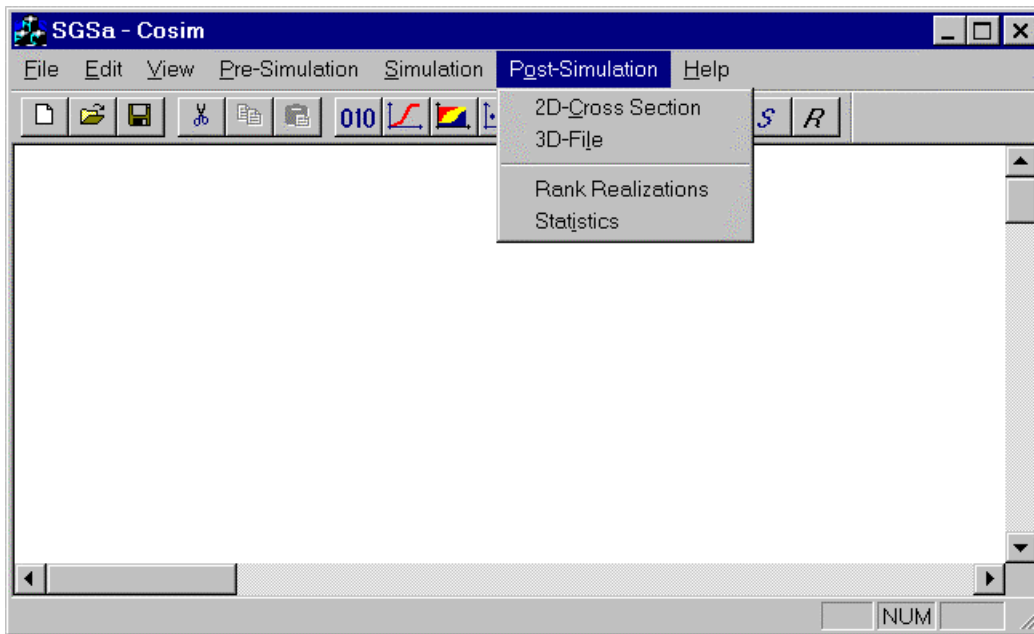 SGSa - Cosim
File Edit View Pre-Simulation Simulation Post-Simulation Help
010 S R
2D-Cross Section
3D-File
Rank Realizations
Statistics
NUM